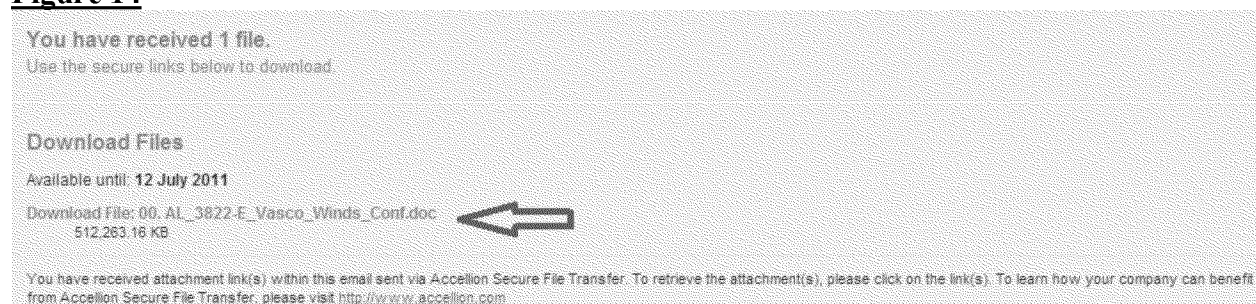 You have received 1 file.
Use the secure links below to download.
Download Files
Available until: 12 July 2011
Download File: 00. AL_3822-E_Vasco_Winds_Conf.doc
512,263.16 KB
You have received attachment link(s) within this email sent via Accellion Secure File Transfer. To retrieve the attachment(s), please click on the link(s). To learn how your company can benefit
from Accellion Secure File Transfer, please visit http://www.accellion.com